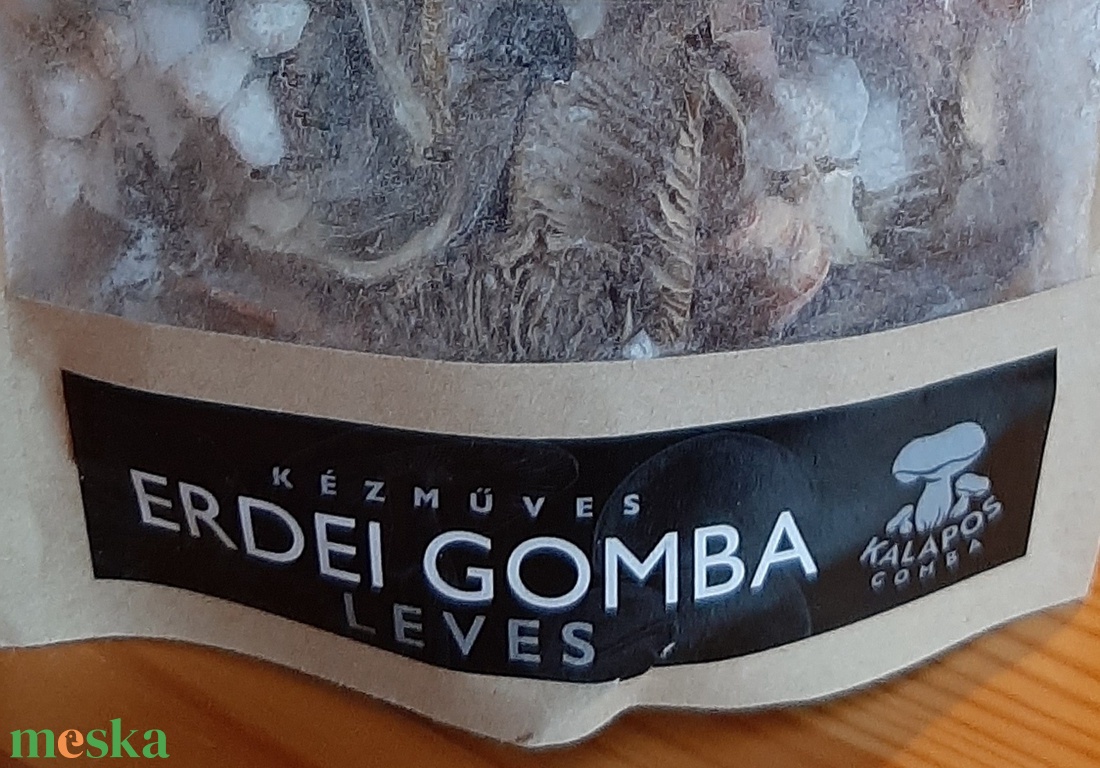 KÉZMŰVES
ERDEI GOMBA
LEVES
KALAPOS
GOMBA
meska